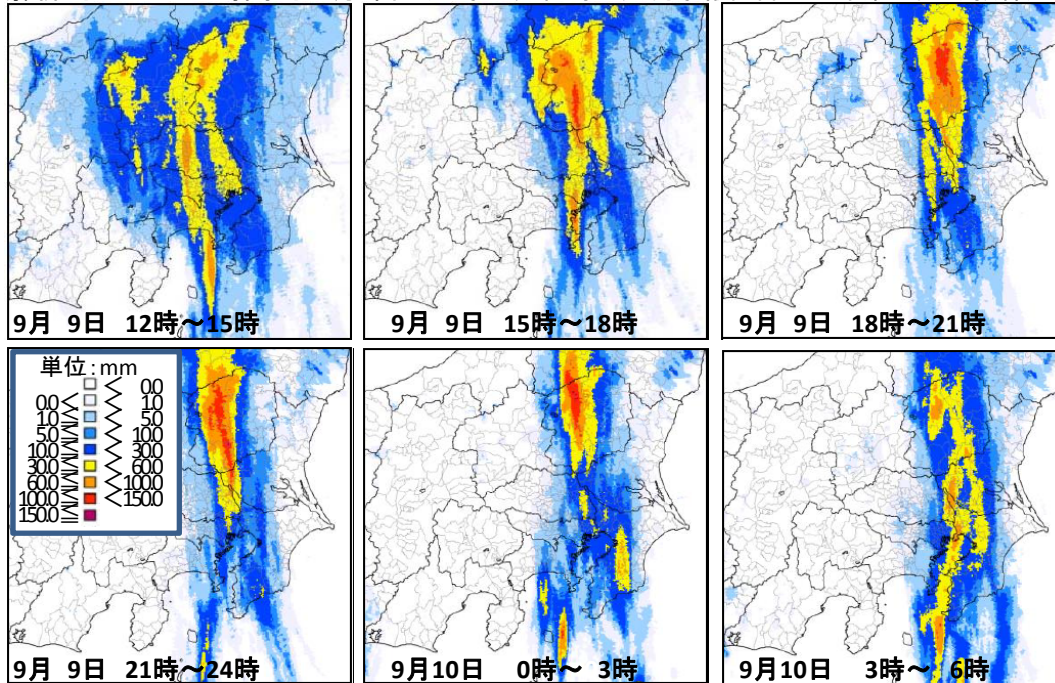 9月 9日 12時～15時
9月 9日 15時～18時
9月 9日 18時～21時
単位:mm
< 0.0
0.0≦ < 1.0
1.0≦ < 5.0
5.0≦ < 10.0
10.0≦ < 30.0
30.0≦ < 60.0
60.0≦ < 100.0
100.0≦ < 150.0
150.0≦
9月 9日 21時～24時
9月10日 0時～ 3時
9月10日 3時～ 6時